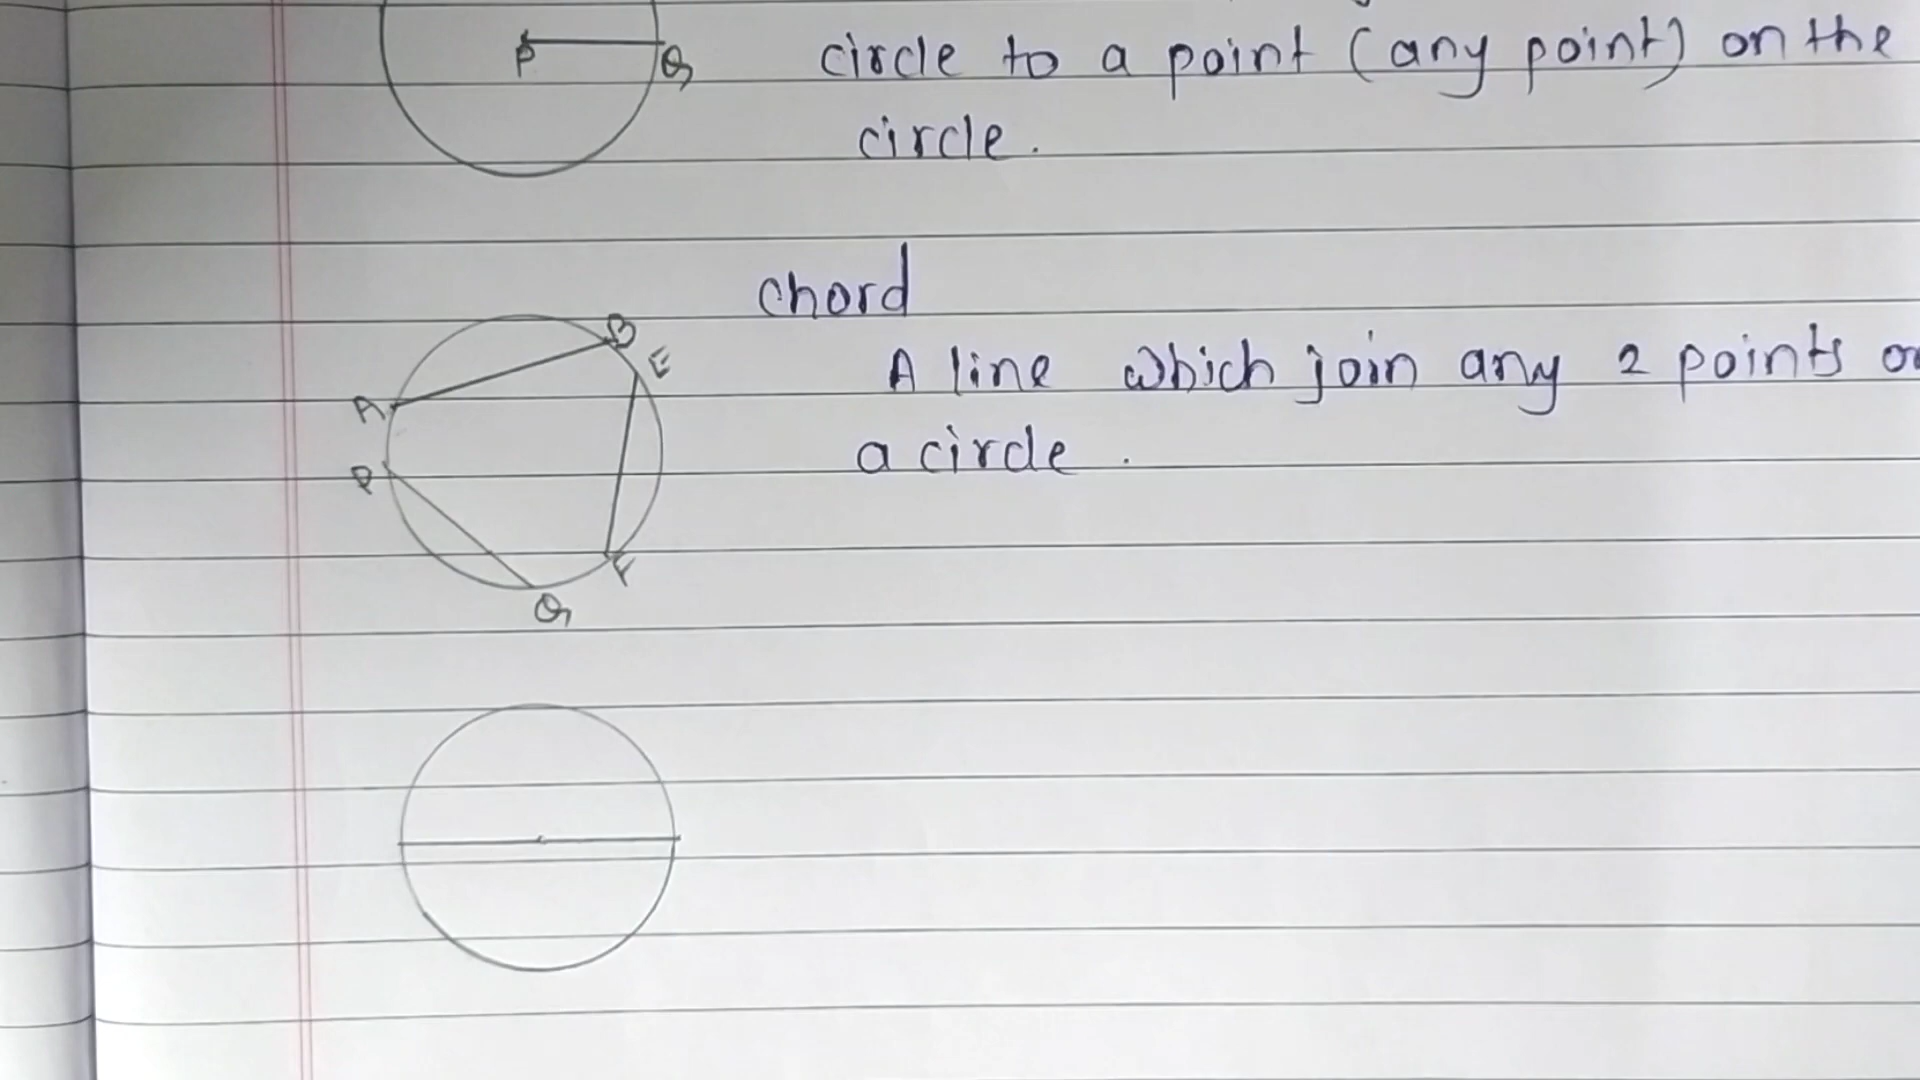 P Q circle to a point (any point) on the
circle.
chord
B
E
A line which join any 2 points
A
a circle.
P
F
Q